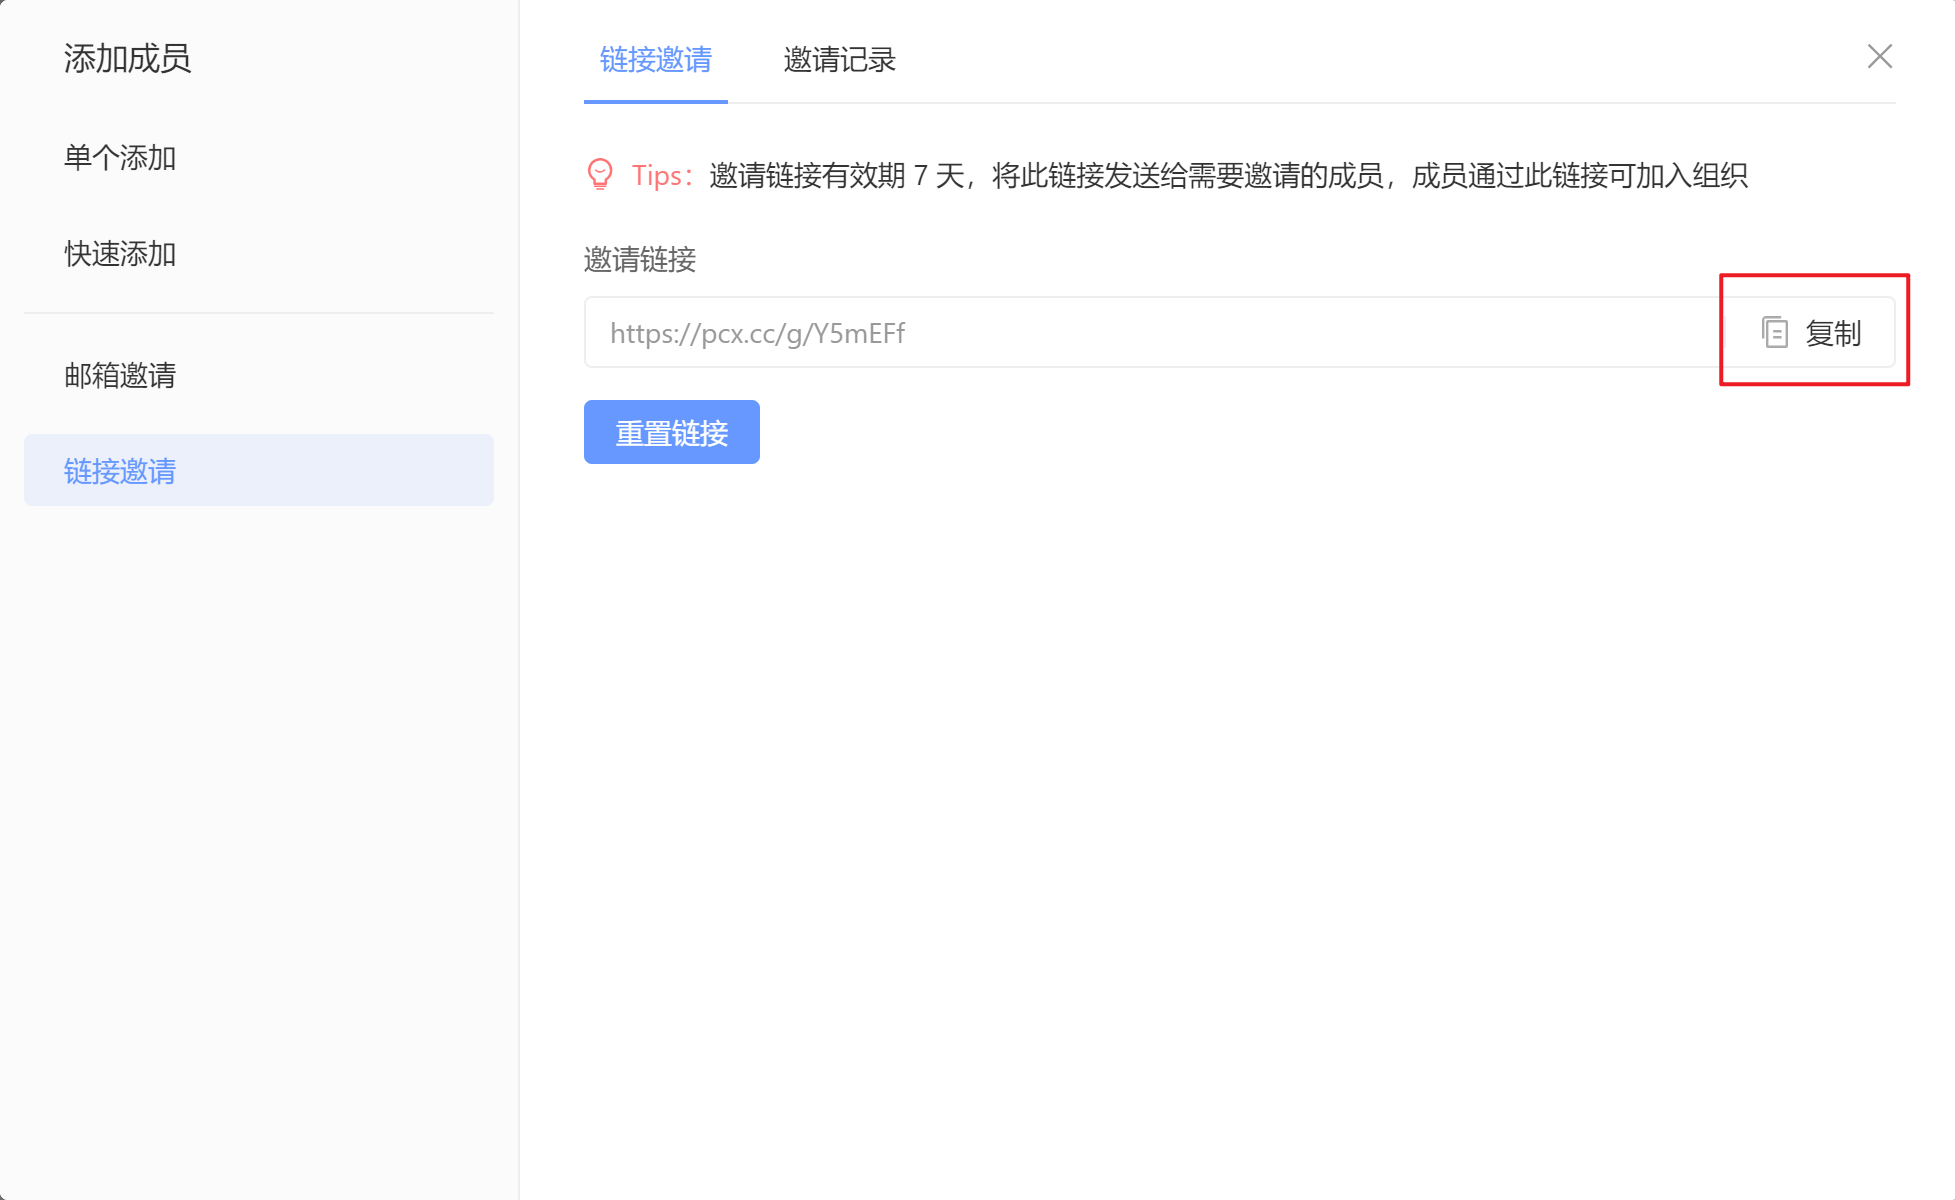 添加成员
单个添加
快速添加
邮箱邀请
链接邀请
链接邀请
邀请记录
Tips：邀请链接有效期 7 天，将此链接发送给需要邀请的成员，成员通过此链接可加入组织
邀请链接
https://pcx.cc/g/Y5mEFf
复制
重置链接